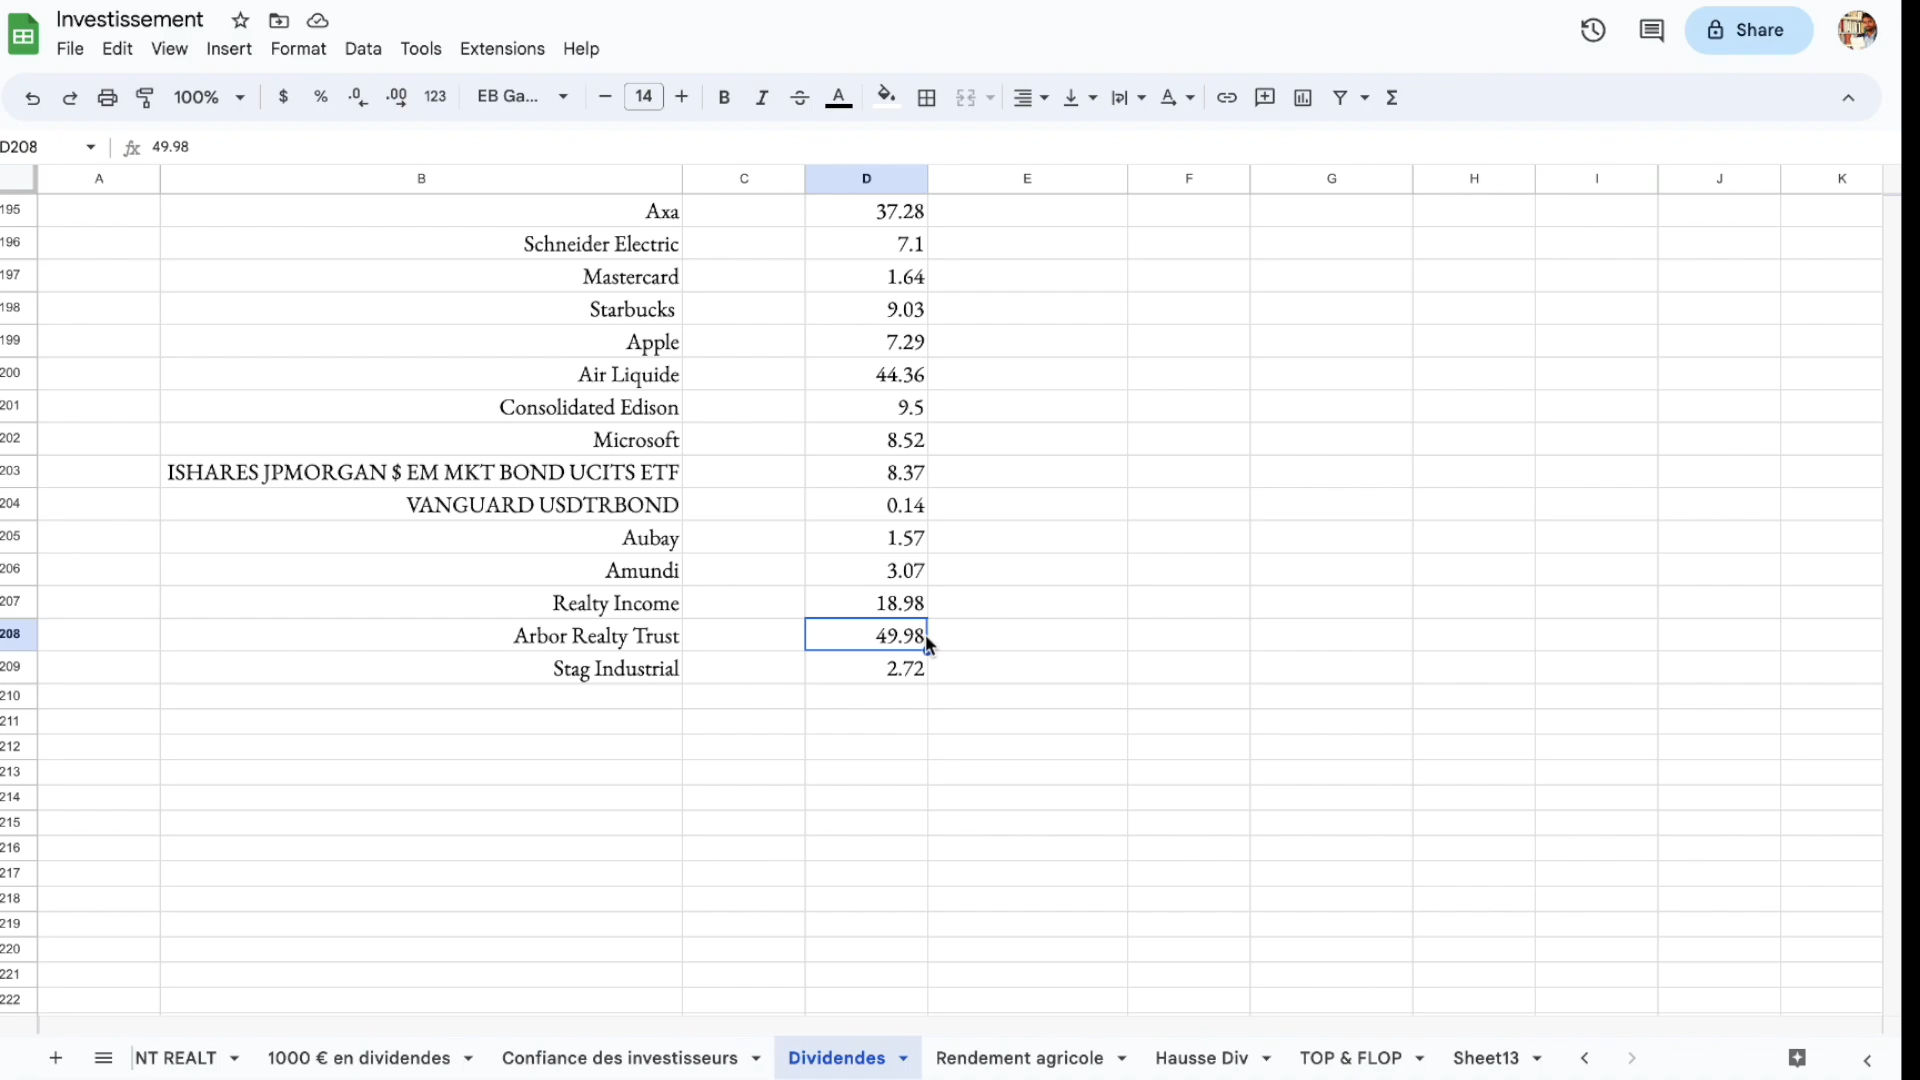 Investissement
File Edit View Insert Format Data Tools Extensions Help
Share
100% $ % .0 .00 123 EB Ga... − 14 + B I S A Σ
D208 fx 49.98
A B C D E F G H I J K
195 Axa 37.28
196 Schneider Electric 7.1
197 Mastercard 1.64
198 Starbucks 9.03
199 Apple 7.29
200 Air Liquide 44.36
201 Consolidated Edison 9.5
202 Microsoft 8.52
203 ISHARES JPMORGAN $ EM MKT BOND UCITS ETF 8.37
204 VANGUARD USDTRBOND 0.14
205 Aubay 1.57
206 Amundi 3.07
207 Realty Income 18.98
208 Arbor Realty Trust 49.98
209 Stag Industrial 2.72
210
211
212
213
214
215
216
217
218
219
220
221
222
NT REALT 1000 € en dividendes Confiance des investisseurs Dividendes Rendement agricole Hausse Div TOP & FLOP Sheet13